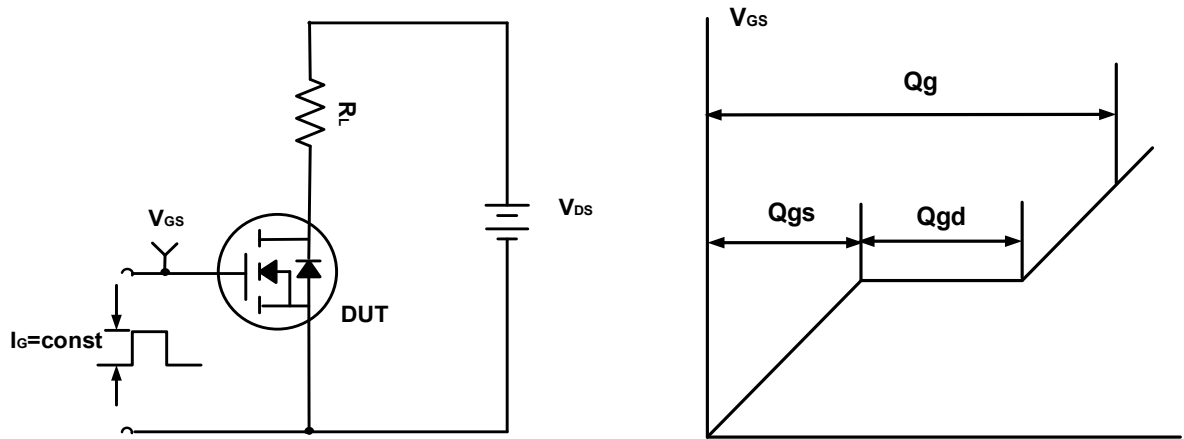 RL
VDS
VGS
DUT
IG=const
VGS
Qg
Qgs
Qgd